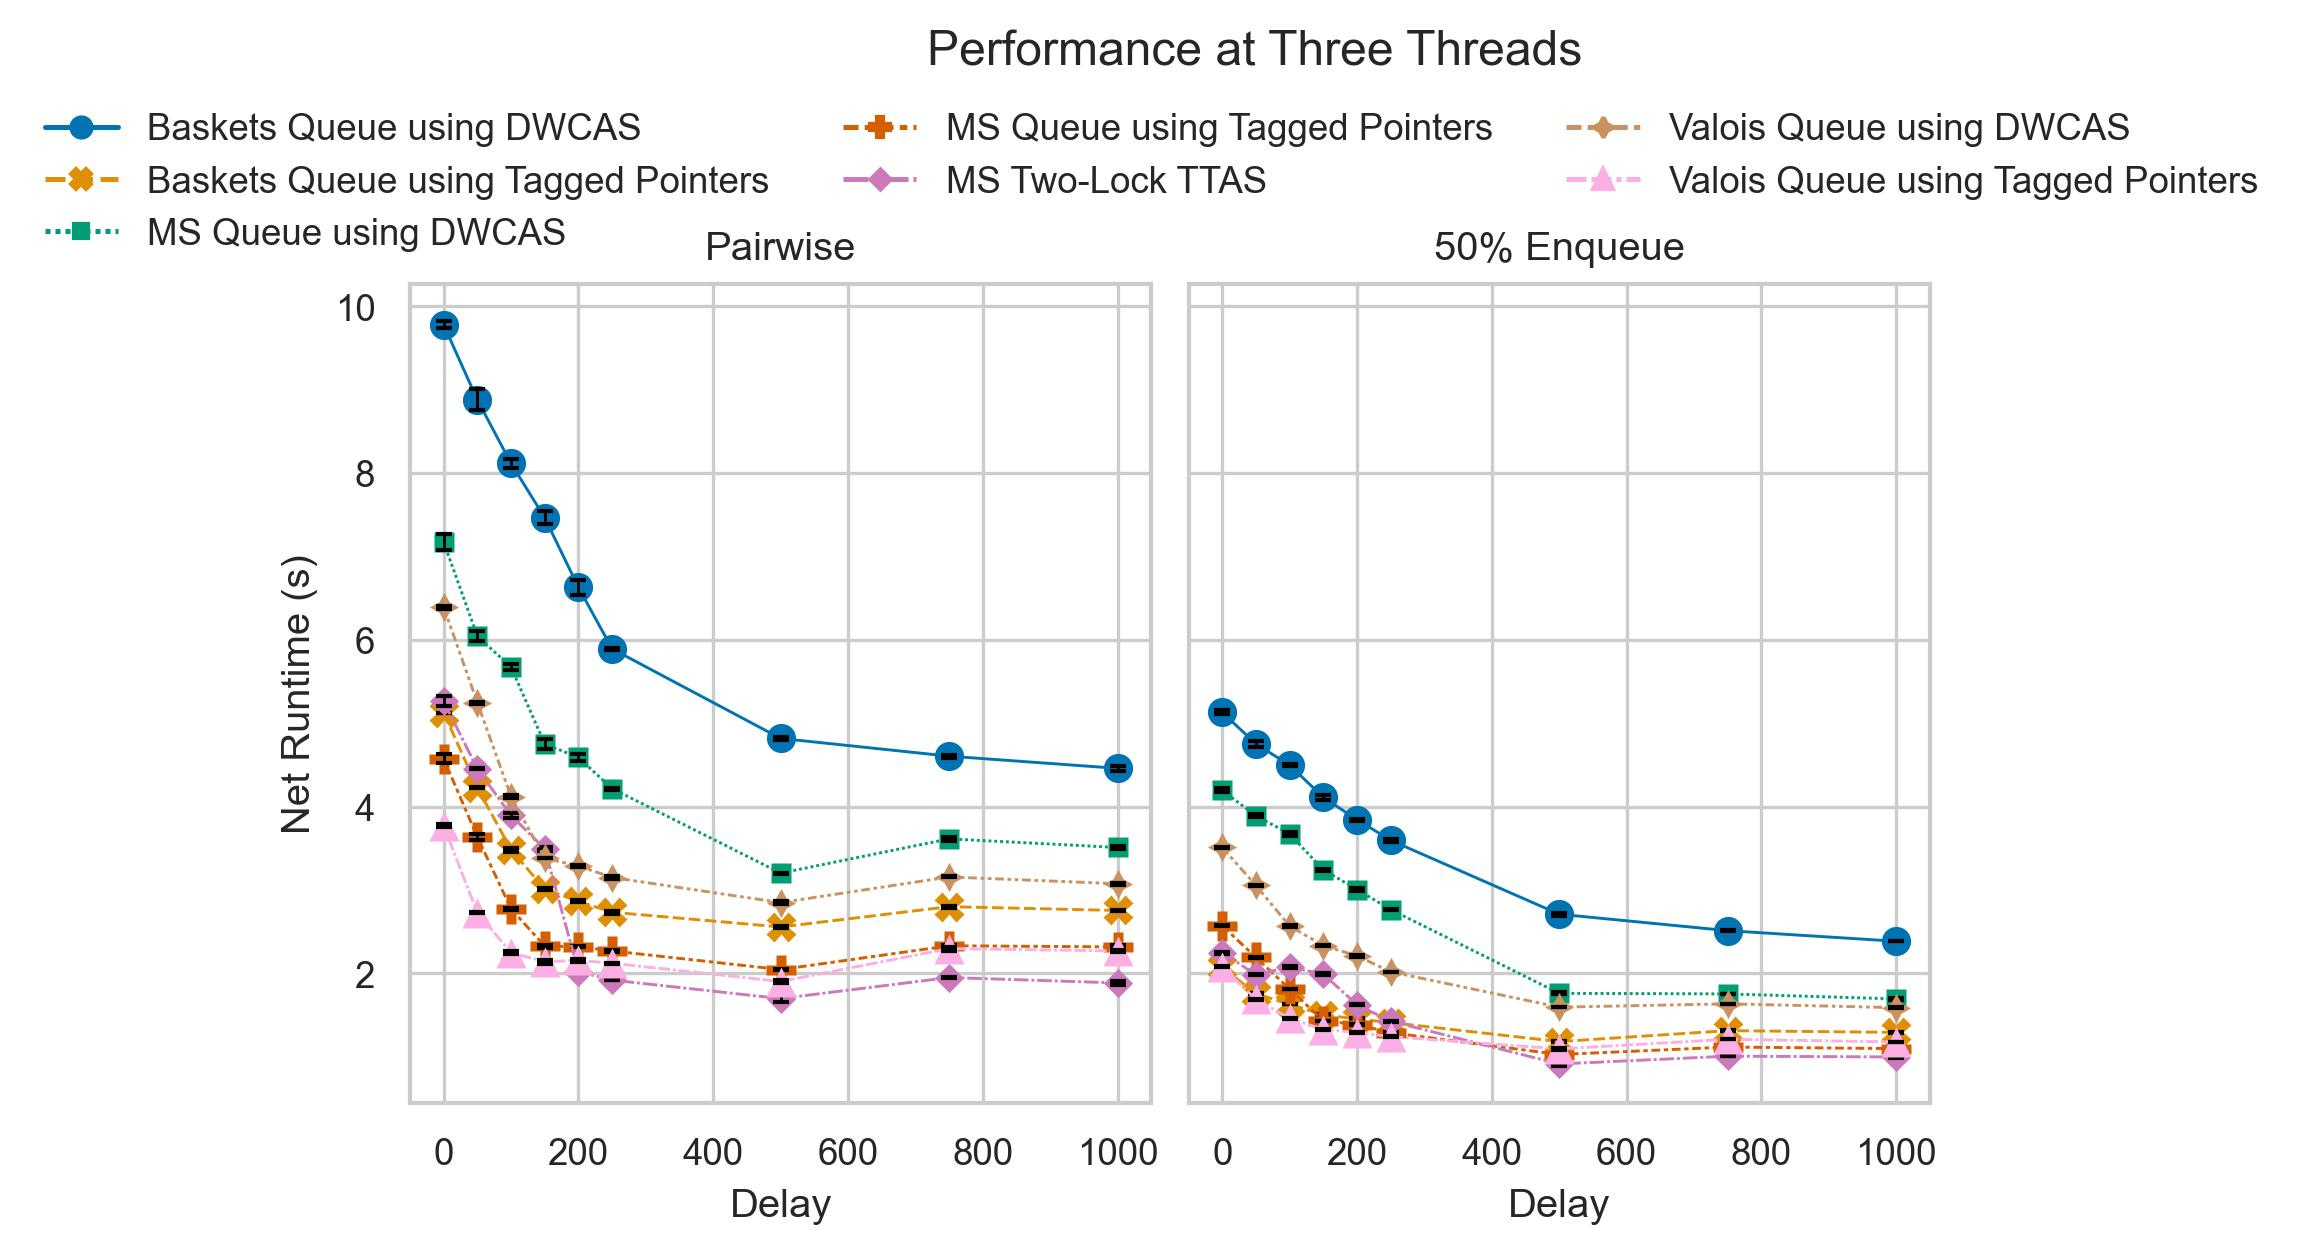 Performance at Three Threads
Baskets Queue using DWCAS
Baskets Queue using Tagged Pointers
MS Queue using DWCAS
MS Queue using Tagged Pointers
MS Two-Lock TTAS
Valois Queue using DWCAS
Valois Queue using Tagged Pointers
Pairwise
50% Enqueue
Net Runtime (s)
10
8
6
4
2
0 200 400 600 800 1000
0 200 400 600 800 1000
Delay
Delay